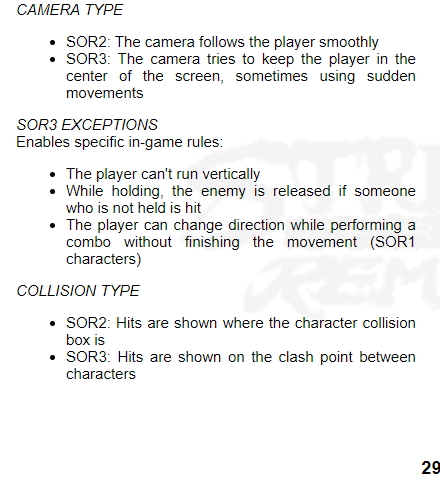 CAMERA TYPE
• SOR2: The camera follows the player smoothly
• SOR3: The camera tries to keep the player in the
center of the screen, sometimes using sudden
movements
SOR3 EXCEPTIONS
Enables specific in-game rules:
• The player can't run vertically
• While holding, the enemy is released if someone
who is not held is hit
• The player can change direction while performing a
combo without finishing the movement (SOR1
characters)
COLLISION TYPE
• SOR2: Hits are shown where the character collision
box is
• SOR3: Hits are shown on the clash point between
characters
29